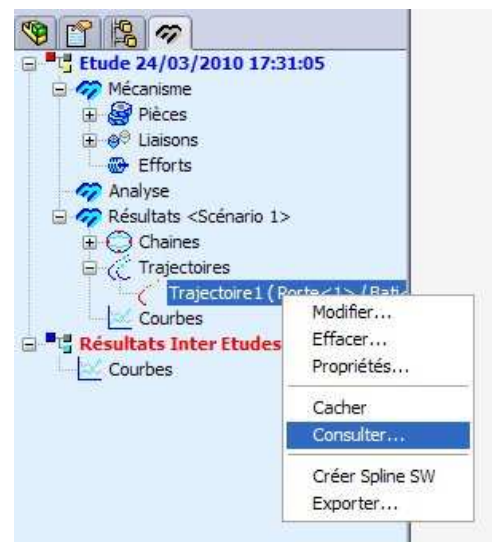 Etude 24/03/2010 17:31:05
Mécanisme
Pièces
Liaisons
Efforts
Analyse
Résultats <Scénario 1>
Chaines
Trajectoires
Trajectoire1 (Porte<1> /Bati<
Courbes
Résultats Inter Etudes
Courbes
Modifier...
Effacer...
Propriétés...
Cacher
Consulter...
Créer Spline SW
Exporter...